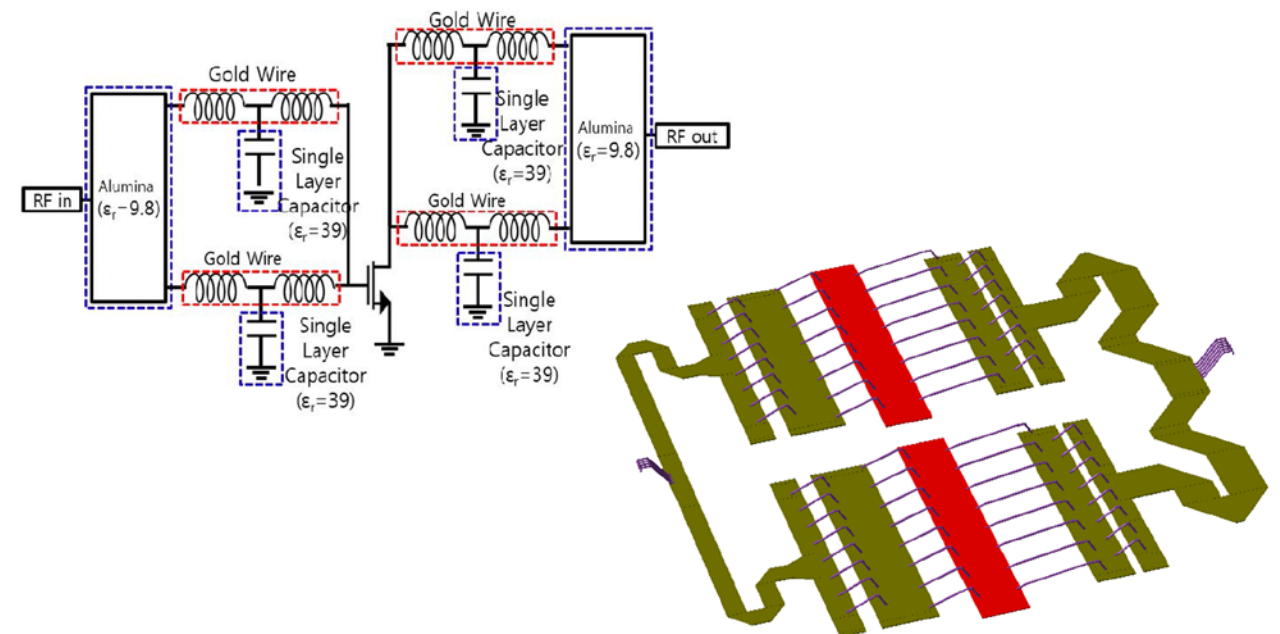 Gold Wire
Gold Wire
Single
Layer
Capacitor
(εr=39)
Alumina
(εr=9.8)
RF out
Single
Layer
Capacitor
(εr=39)
RF in
Alumina
(εr−9.8)
Gold Wire
Gold Wire
Single
Layer
Capacitor
(εr=39)
Single
Layer
Capacitor
(εr=39)